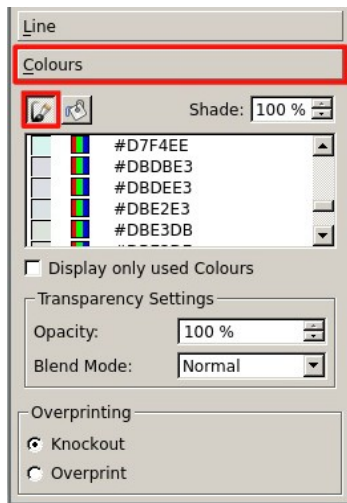 Line
Colours
Shade: 100 %
#D7F4EE
#DBDBE3
#DBDEE3
#DBE2E3
#DBE3DB
Display only used Colours
Transparency Settings
Opacity: 100 %
Blend Mode: Normal
Overprinting
Knockout
Overprint